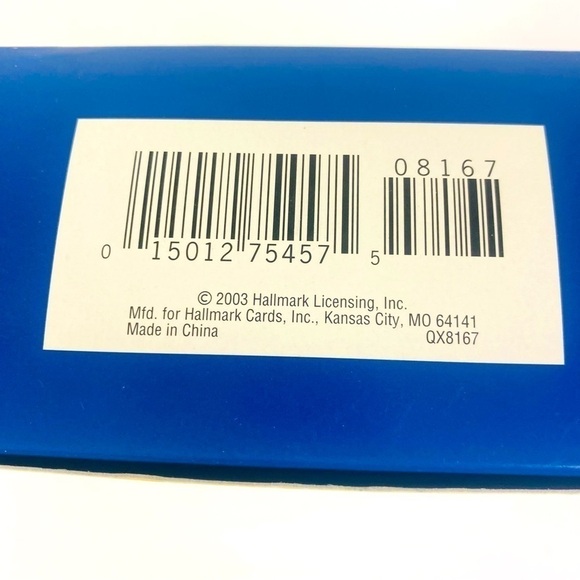 08167
0 15012 75457 5
© 2003 Hallmark Licensing, Inc.
Mfd. for Hallmark Cards, Inc., Kansas City, MO 64141
Made in China QX8167